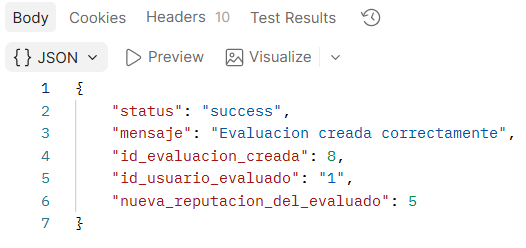 Body Cookies Headers 10 Test Results
{} JSON Preview Visualize
1 {
2 "status": "success",
3 "mensaje": "Evaluacion creada correctamente",
4 "id_evaluacion_creada": 8,
5 "id_usuario_evaluado": "1",
6 "nueva_reputacion_del_evaluado": 5
7 }